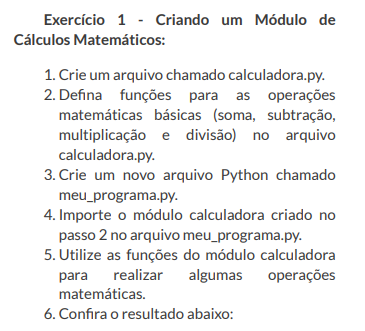 Exercício 1 - Criando um Módulo de
Cálculos Matemáticos:
1. Crie um arquivo chamado calculadora.py.
2. Defina funções para as operações
matemáticas básicas (soma, subtração,
multiplicação e divisão) no arquivo
calculadora.py.
3. Crie um novo arquivo Python chamado
meu_programa.py.
4. Importe o módulo calculadora criado no
passo 2 no arquivo meu_programa.py.
5. Utilize as funções do módulo calculadora
para realizar algumas operações
matemáticas.
6. Confira o resultado abaixo: